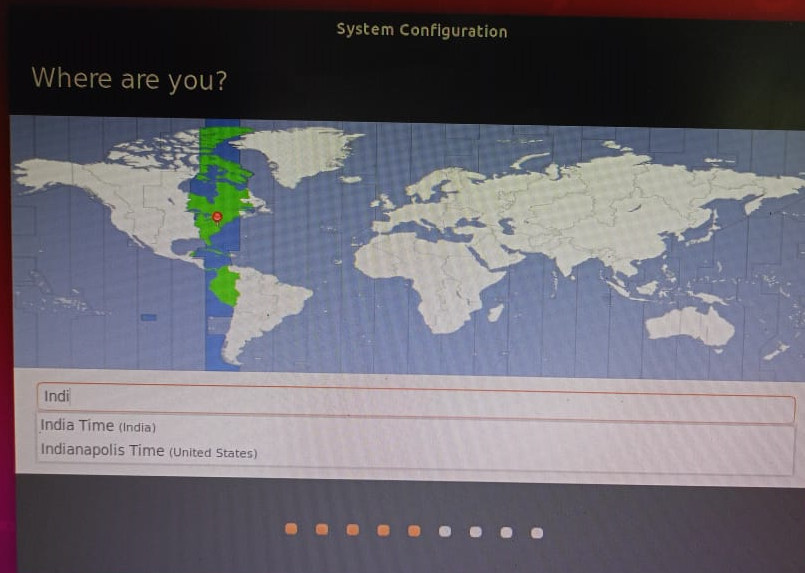 System Configuration
Where are you?
Indi
India Time (India)
Indianapolis Time (United States)